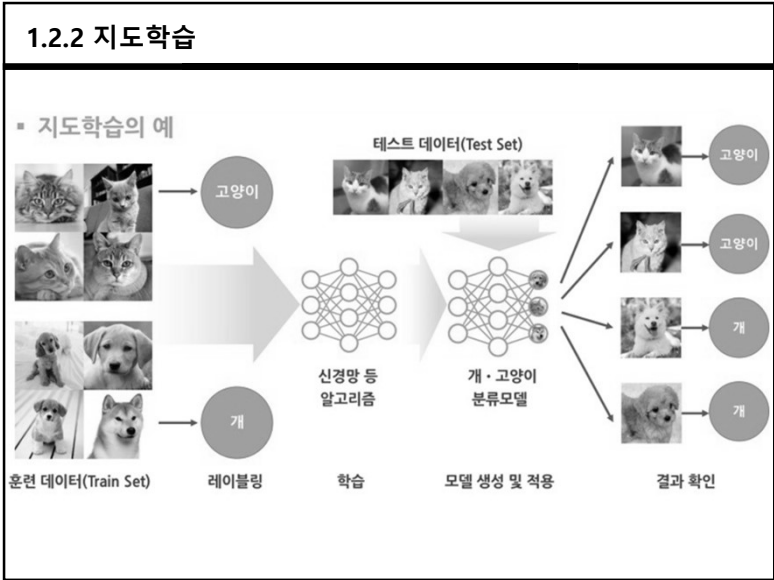 1.2.2 지도학습
▪ 지도학습의 예
고양이
개
테스트 데이터(Test Set)
신경망 등
알고리즘
개·고양이
분류모델
고양이
고양이
개
개
훈련 데이터(Train Set)
레이블링
학습
모델 생성 및 적용
결과 확인